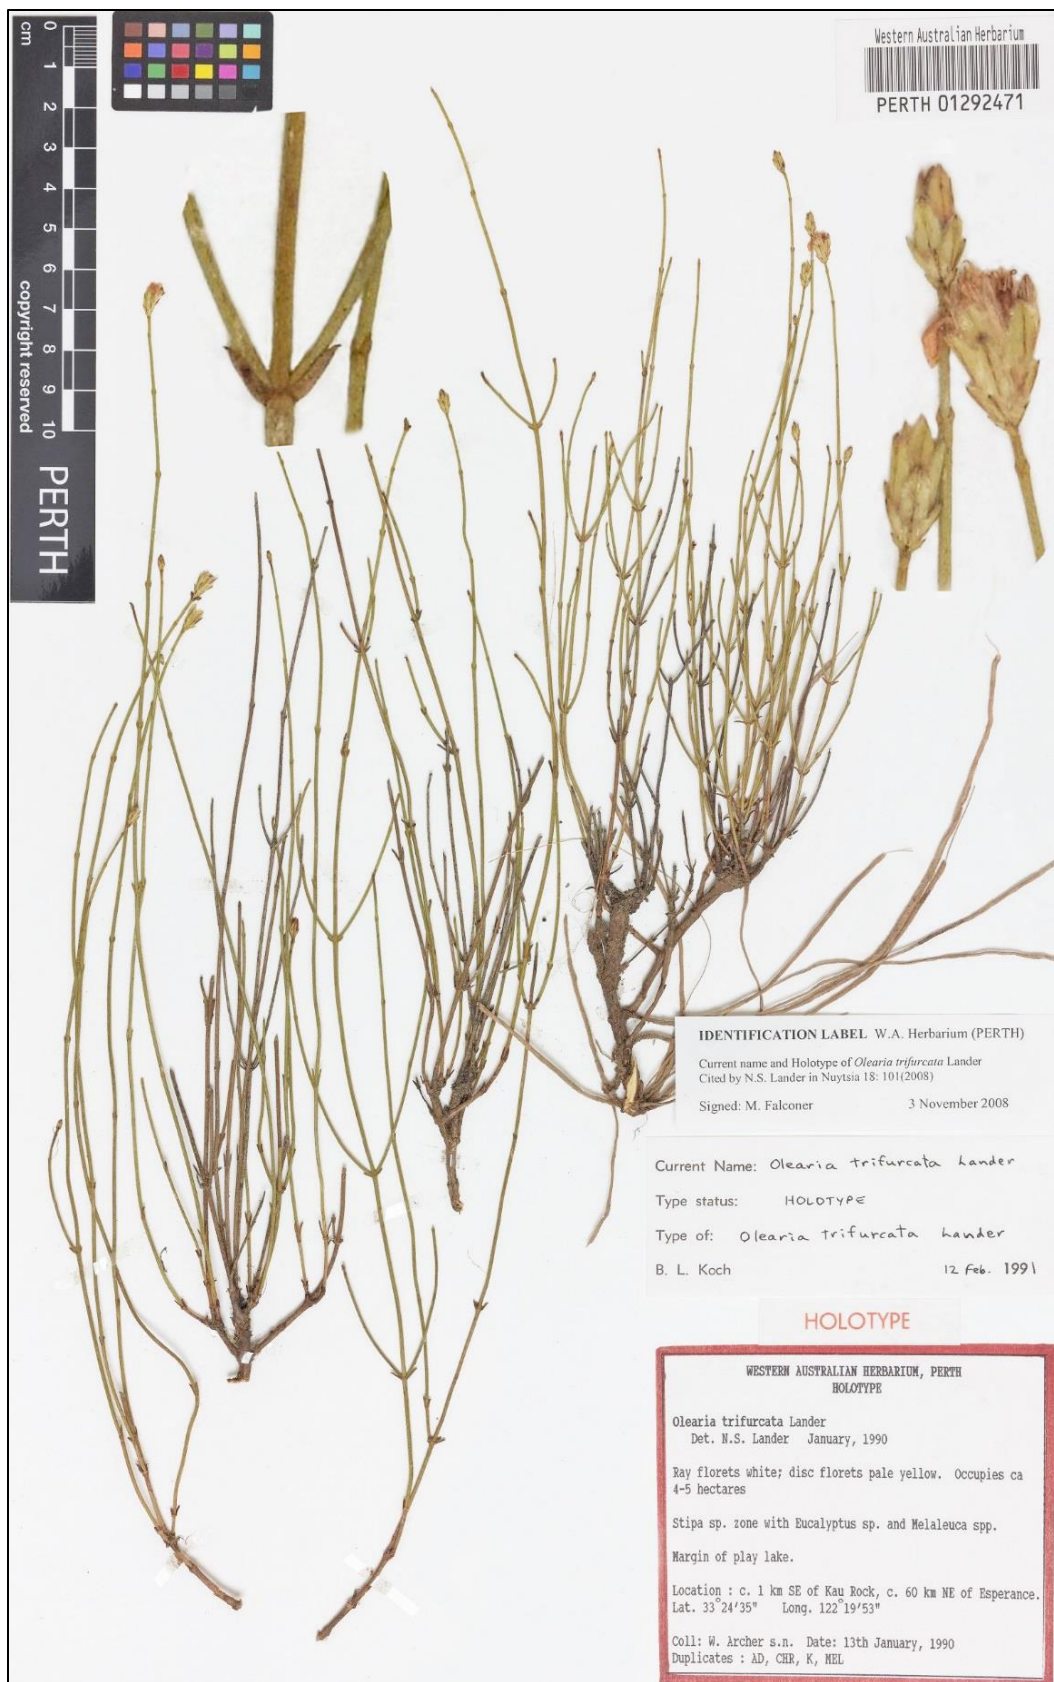 cm
0
1
2
3
4
5
6
7
8
9
10
copyright reserved
PERTH
Western Australian Herbarium
PERTH 01292471
IDENTIFICATION LABEL W.A. Herbarium (PERTH)
Current name and Holotype of Olearia trifurcata Lander
Cited by N.S. Lander in Nuytsia 18: 101(2008)
Signed: M. Falconer 3 November 2008
Current Name: Olearia trifurcata Lander
Type status: HOLOTYPE
Type of: Olearia trifurcata Lander
B. L. Koch 12 Feb. 1991
HOLOTYPE
WESTERN AUSTRALIAN HERBARIUM, PERTH
HOLOTYPE
Olearia trifurcata Lander
Det. N.S. Lander January, 1990
Ray florets white; disc florets pale yellow. Occupies ca
4-5 hectares
Stipa sp. zone with Eucalyptus sp. and Melaleuca spp.
Margin of play lake.
Location : c. 1 km SE of Kau Rock, c. 60 km NE of Esperance.
Lat. 33°24'35" Long. 122°19'53"
Coll: W. Archer s.n. Date: 13th January, 1990
Duplicates : AD, CHR, K, MEL